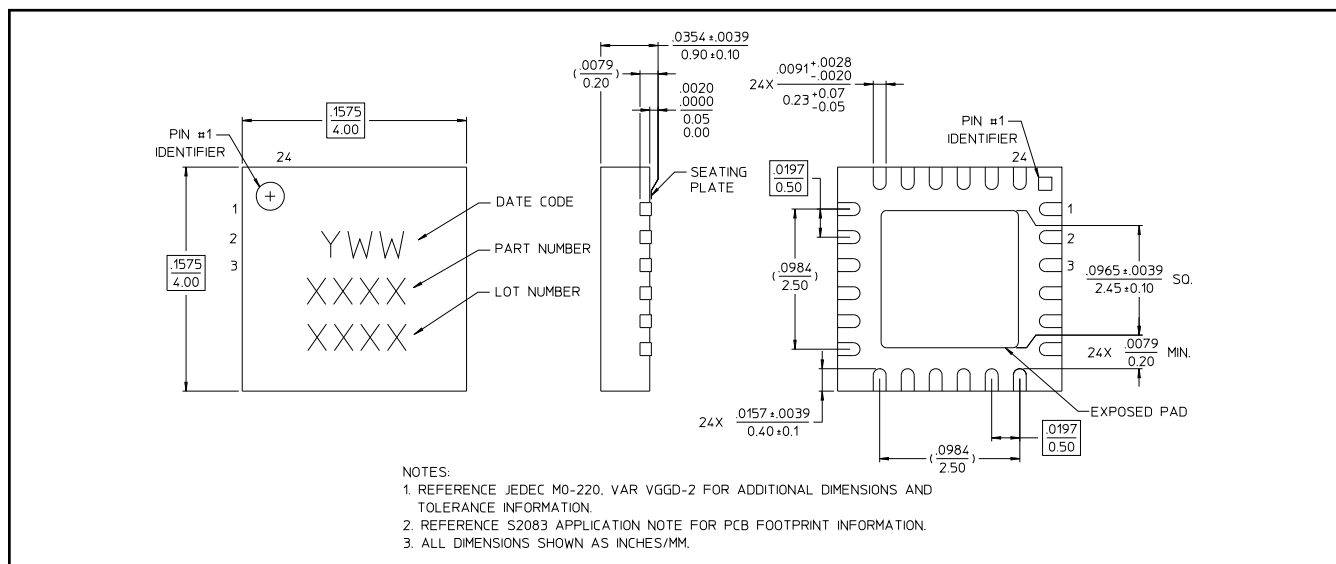 .1575
4.00
PIN #1
IDENTIFIER
24
1
2
3
.1575
4.00
DATE CODE
YWW
PART NUMBER
XXXX
LOT NUMBER
XXXX
.0354±.0039
0.90±0.10
(.0079
0.20)
.0020
.0000
0.05
0.00
SEATING
PLATE
24X .0091+.0028
-.0020
0.23+0.07
-0.05
PIN #1
IDENTIFIER
24
.0197
0.50
1
2
3
(.0984)
2.50
.0965±.0039
2.45±0.10 SQ.
24X .0079 MIN.
0.20
EXPOSED PAD
24X .0157±.0039
0.40±0.1
.0197
0.50
(.0984)
2.50
NOTES:
1. REFERENCE JEDEC MO-220, VAR VGGD-2 FOR ADDITIONAL DIMENSIONS AND
TOLERANCE INFORMATION.
2. REFERENCE S2083 APPLICATION NOTE FOR PCB FOOTPRINT INFORMATION.
3. ALL DIMENSIONS SHOWN AS INCHES/MM.